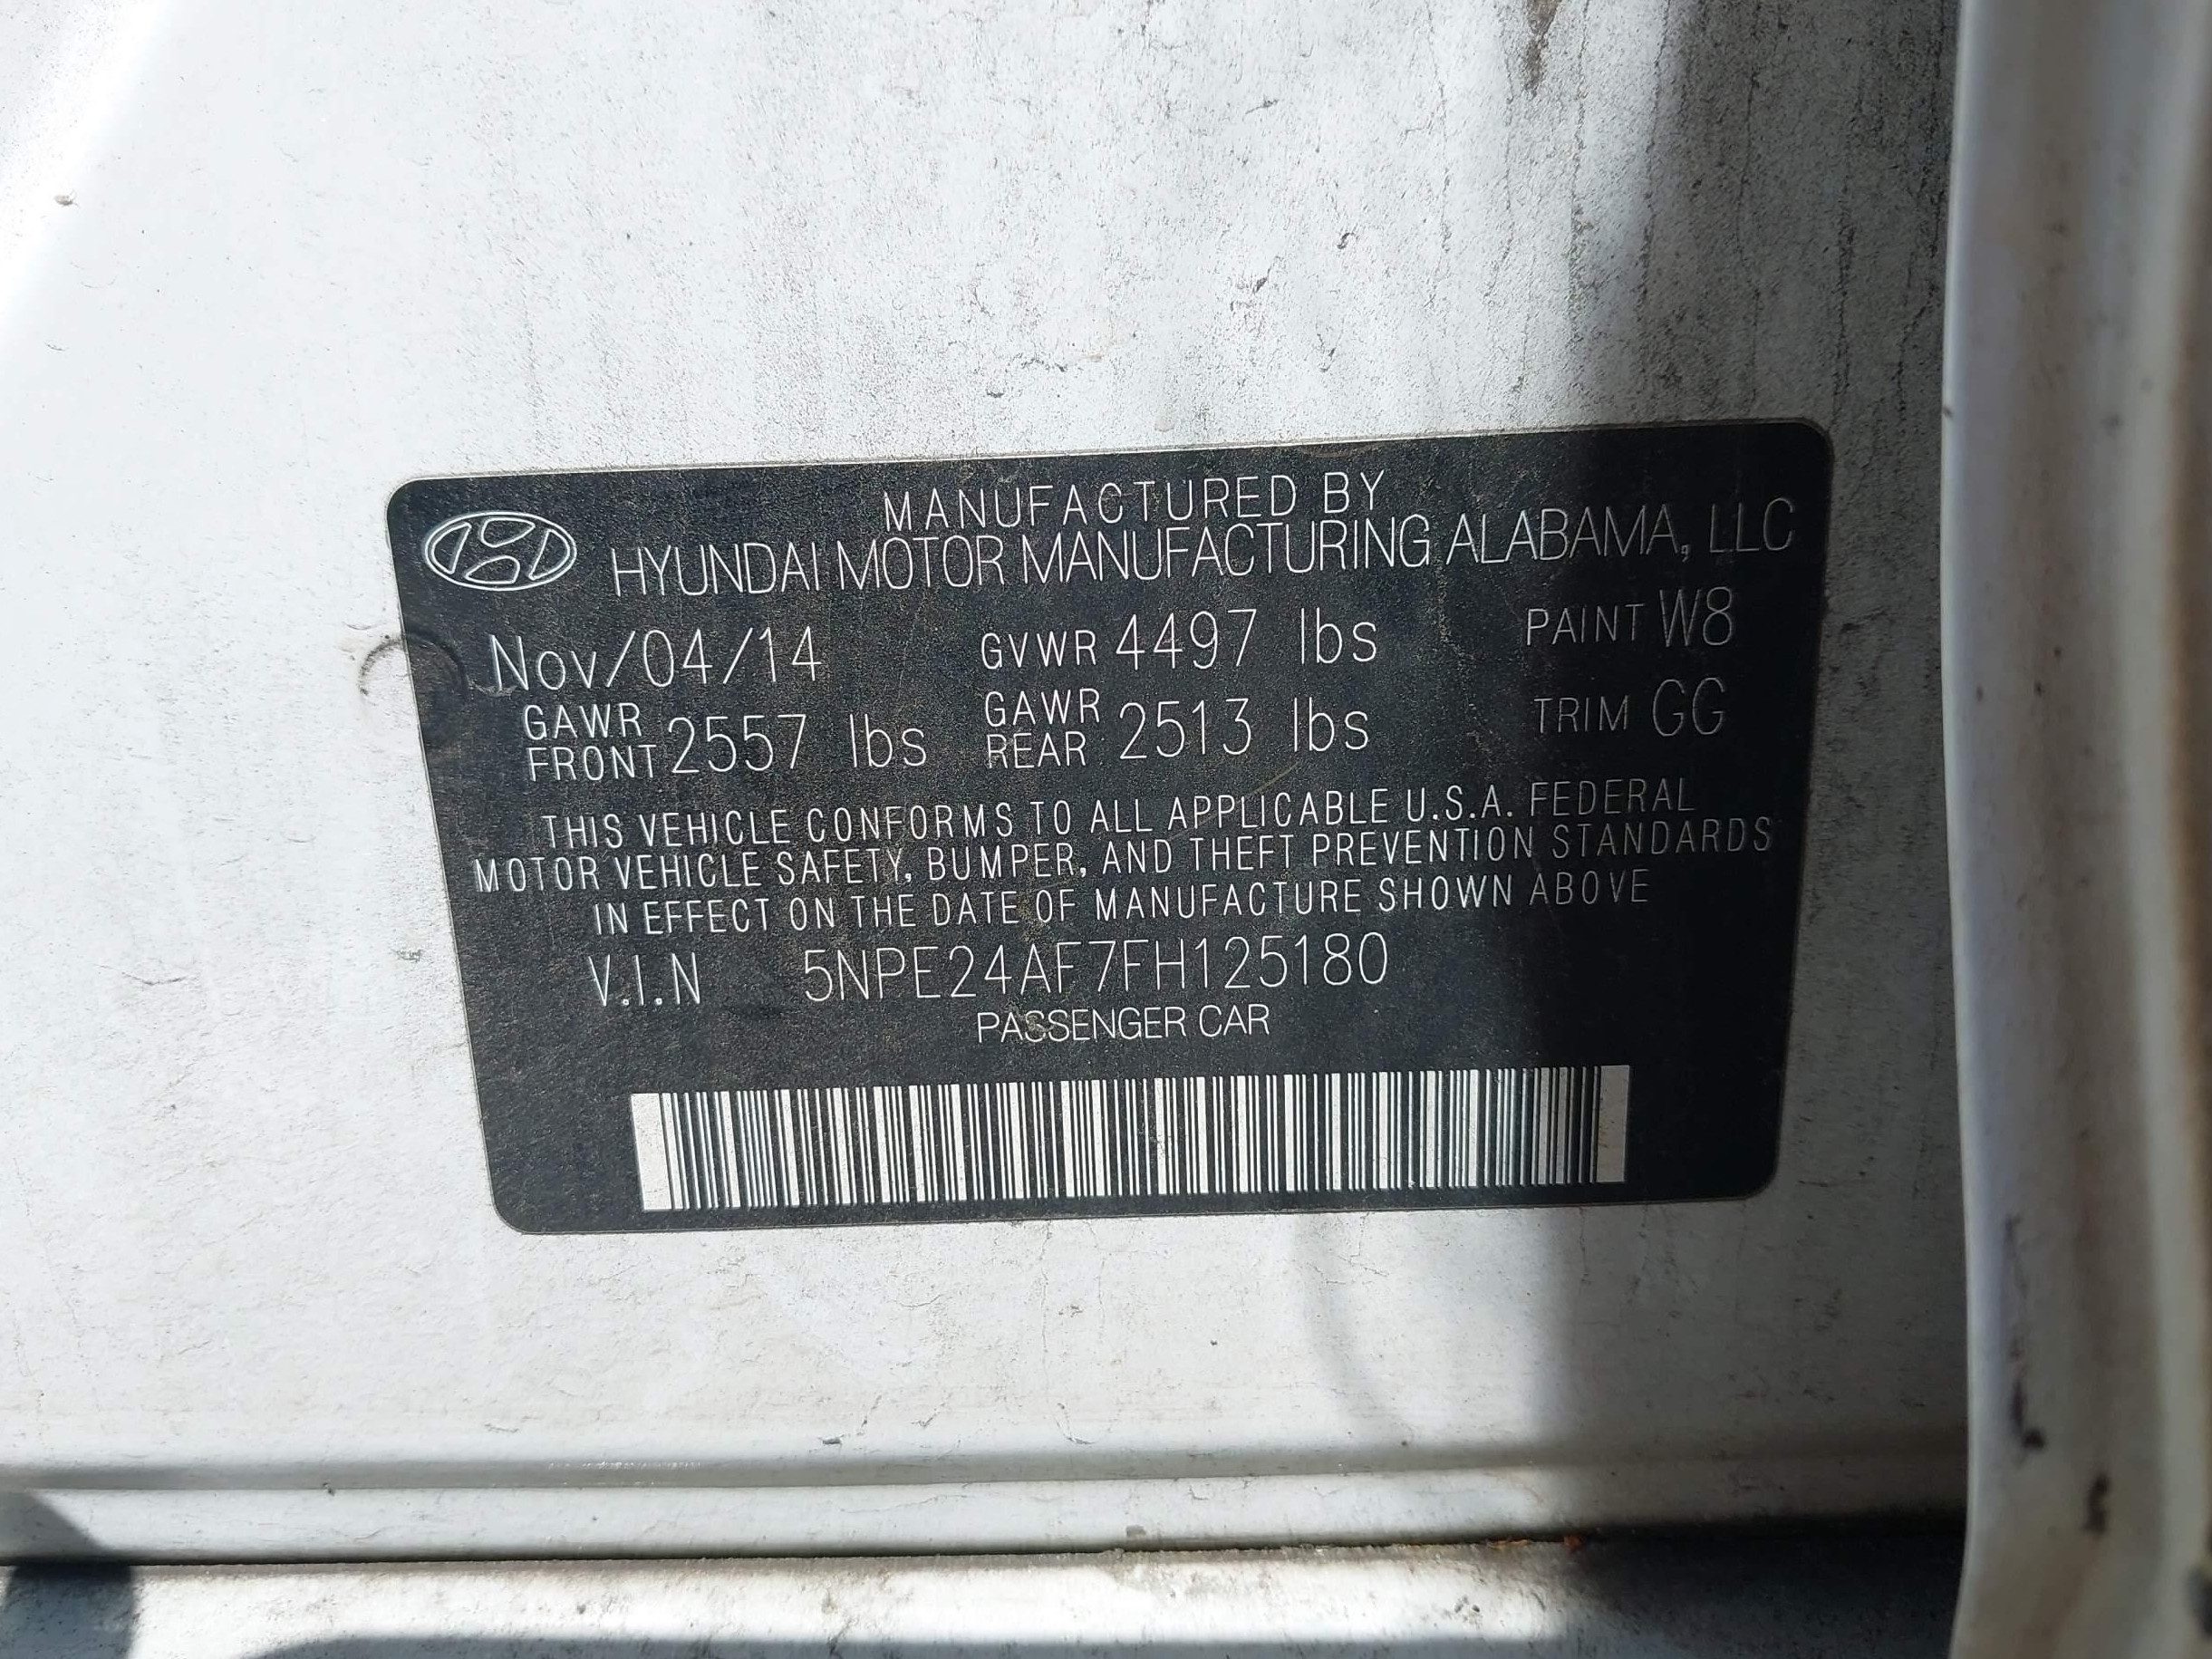 MANUFACTURED BY
HYUNDAI MOTOR MANUFACTURING ALABAMA, LLC
Nov/04/14 GVWR 4497 lbs PAINT W8
GAWR FRONT 2557 lbs GAWR REAR 2513 lbs TRIM GG
THIS VEHICLE CONFORMS TO ALL APPLICABLE U.S.A. FEDERAL
MOTOR VEHICLE SAFETY, BUMPER, AND THEFT PREVENTION STANDARDS
IN EFFECT ON THE DATE OF MANUFACTURE SHOWN ABOVE
V.I.N 5NPE24AF7FH125180
PASSENGER CAR